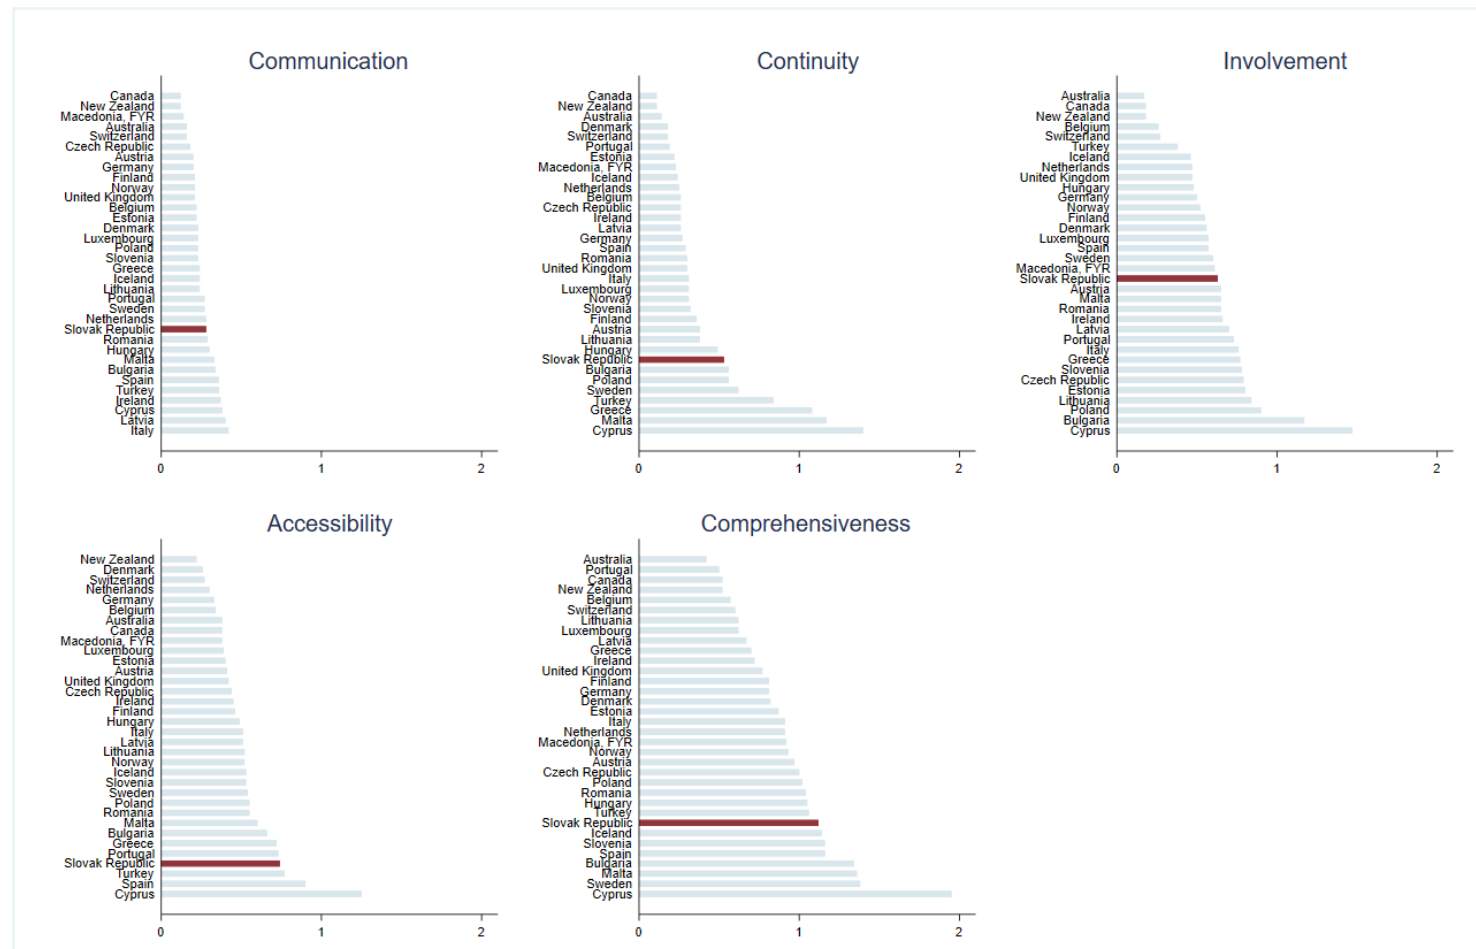 Communication
Canada
New Zealand
Macedonia, FYR
Australia
Switzerland
Czech Republic
Austria
Germany
Finland
Norway
United Kingdom
Belgium
Estonia
Denmark
Luxembourg
Poland
Slovenia
Greece
Iceland
Lithuania
Portugal
Sweden
Netherlands
Slovak Republic
Romania
Hungary
Malta
Bulgaria
Spain
Turkey
Ireland
Cyprus
Latvia
Italy
0 1 2
Continuity
Canada
New Zealand
Australia
Denmark
Switzerland
Portugal
Estonia
Macedonia, FYR
Iceland
Netherlands
Belgium
Czech Republic
Ireland
Latvia
Germany
Spain
Romania
United Kingdom
Italy
Luxembourg
Norway
Slovenia
Finland
Austria
Lithuania
Hungary
Slovak Republic
Bulgaria
Poland
Sweden
Turkey
Greece
Malta
Cyprus
0 1 2
Involvement
Australia
Canada
New Zealand
Belgium
Switzerland
Turkey
Iceland
Netherlands
United Kingdom
Hungary
Germany
Norway
Finland
Denmark
Luxembourg
Spain
Sweden
Macedonia, FYR
Slovak Republic
Austria
Malta
Romania
Ireland
Latvia
Portugal
Italy
Greece
Slovenia
Czech Republic
Estonia
Lithuania
Poland
Bulgaria
Cyprus
0 1 2
Accessibility
New Zealand
Denmark
Switzerland
Netherlands
Germany
Belgium
Australia
Canada
Macedonia, FYR
Luxembourg
Estonia
Austria
United Kingdom
Czech Republic
Ireland
Finland
Hungary
Italy
Latvia
Lithuania
Norway
Iceland
Slovenia
Sweden
Poland
Romania
Malta
Bulgaria
Greece
Portugal
Slovak Republic
Turkey
Spain
Cyprus
0 1 2
Comprehensiveness
Australia
Portugal
Canada
New Zealand
Belgium
Switzerland
Lithuania
Luxembourg
Latvia
Greece
Ireland
United Kingdom
Finland
Germany
Denmark
Estonia
Italy
Netherlands
Macedonia, FYR
Norway
Austria
Czech Republic
Poland
Romania
Hungary
Turkey
Slovak Republic
Iceland
Slovenia
Spain
Bulgaria
Malta
Sweden
Cyprus
0 1 2